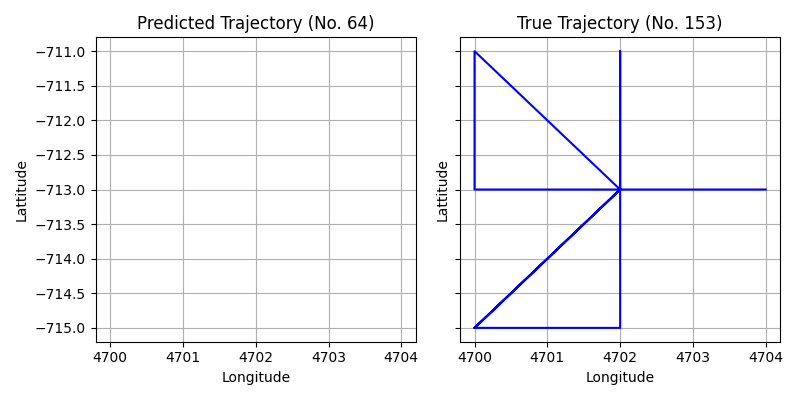 Predicted Trajectory (No. 64)
True Trajectory (No. 153)
−711.0
−711.5
−712.0
−712.5
−713.0
−713.5
−714.0
−714.5
−715.0
Lattitude
Lattitude
4700 4701 4702 4703 4704
4700 4701 4702 4703 4704
Longitude
Longitude